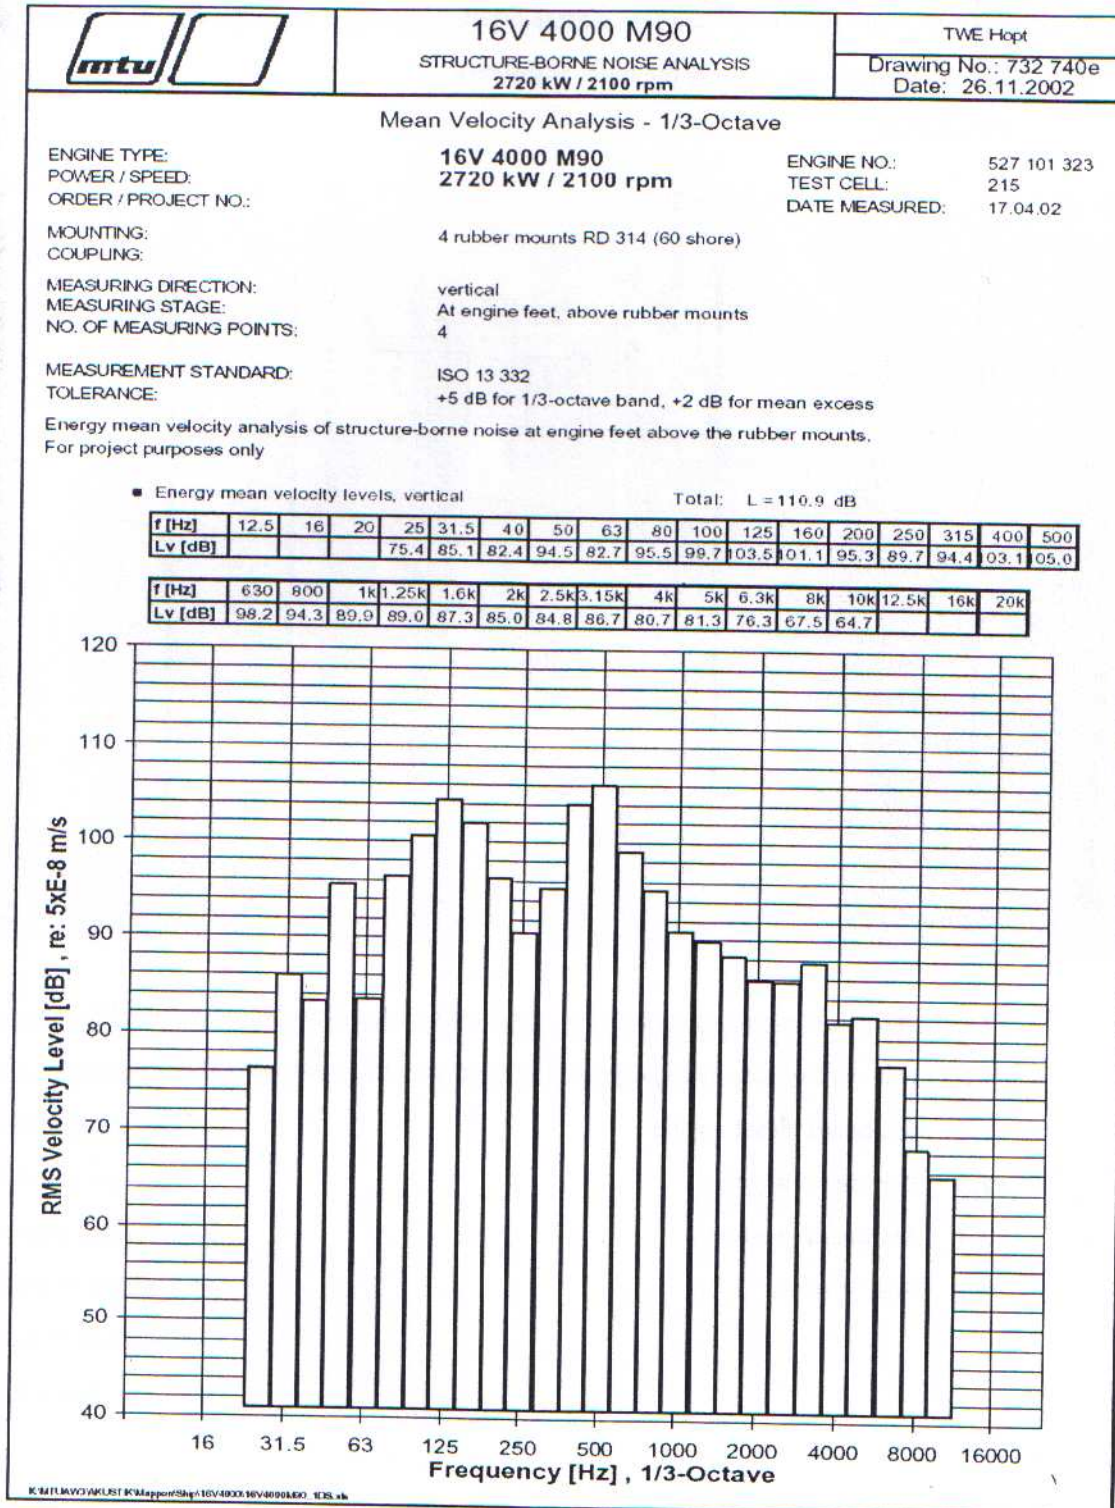 mtu
16V 4000 M90
STRUCTURE-BORNE NOISE ANALYSIS
2720 kW / 2100 rpm
TWE Hopt
Drawing No.: 732 740e
Date: 26.11.2002
Mean Velocity Analysis - 1/3-Octave
ENGINE TYPE: 16V 4000 M90 ENGINE NO.: 527 101 323
POWER / SPEED: 2720 kW / 2100 rpm TEST CELL: 215
ORDER / PROJECT NO.: DATE MEASURED: 17.04.02
MOUNTING: 4 rubber mounts RD 314 (60 shore)
COUPLING:
MEASURING DIRECTION: vertical
MEASURING STAGE: At engine feet, above rubber mounts
NO. OF MEASURING POINTS: 4
MEASUREMENT STANDARD: ISO 13 332
TOLERANCE: +5 dB for 1/3-octave band, +2 dB for mean excess
Energy mean velocity analysis of structure-borne noise at engine feet above the rubber mounts.
For project purposes only
■ Energy mean velocity levels, vertical Total: L = 110.9 dB
f [Hz] 12.5 16 20 25 31.5 40 50 63 80 100 125 160 200 250 315 400 500
Lv [dB] 75.4 85.1 82.4 94.5 82.7 95.5 99.7 103.5 101.1 95.3 89.7 94.4 103.1 105.0
f [Hz] 630 800 1k 1.25k 1.6k 2k 2.5k 3.15k 4k 5k 6.3k 8k 10k 12.5k 16k 20k
Lv [dB] 98.2 94.3 89.9 89.0 87.3 85.0 84.8 86.7 80.7 81.3 76.3 67.5 64.7
RMS Velocity Level [dB] , re: 5xE-8 m/s
120
110
100
90
80
70
60
50
40
16 31.5 63 125 250 500 1000 2000 4000 8000 16000
Frequency [Hz] , 1/3-Octave